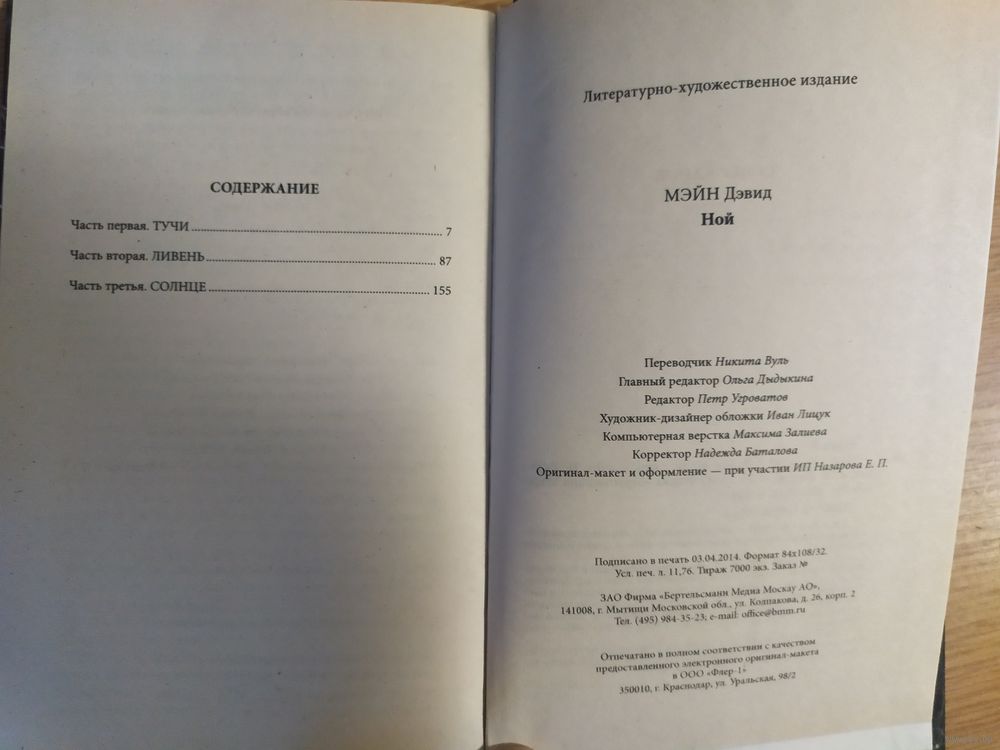 СОДЕРЖАНИЕ
Часть первая. ТУЧИ ........ 7
Часть вторая. ЛИВЕНЬ ........ 87
Часть третья. СОЛНЦЕ ........ 155
Литературно-художественное издание
МЭЙН Дэвид
Ной
Переводчик Никита Вуль
Главный редактор Ольга Дыдыкина
Редактор Петр Угроватов
Художник-дизайнер обложки Иван Лицук
Компьютерная верстка Максима Залиева
Корректор Надежда Баталова
Оригинал-макет и оформление — при участии ИП Назарова Е. П.
Подписано в печать 03.04.2014. Формат 84х108/32.
Усл. печ. л. 11,76. Тираж 7000 экз. Заказ №
ЗАО Фирма «Бертельсманн Медиа Москау АО»,
141008, г. Мытищи Московской обл., ул. Колпакова, д. 26, корп. 2
Тел. (495) 984-35-23; e-mail: office@bmm.ru
Отпечатано в полном соответствии с качеством
предоставленного электронного оригинал-макета
в ООО «Флер-1»
350010, г. Краснодар, ул. Уральская, 98/2